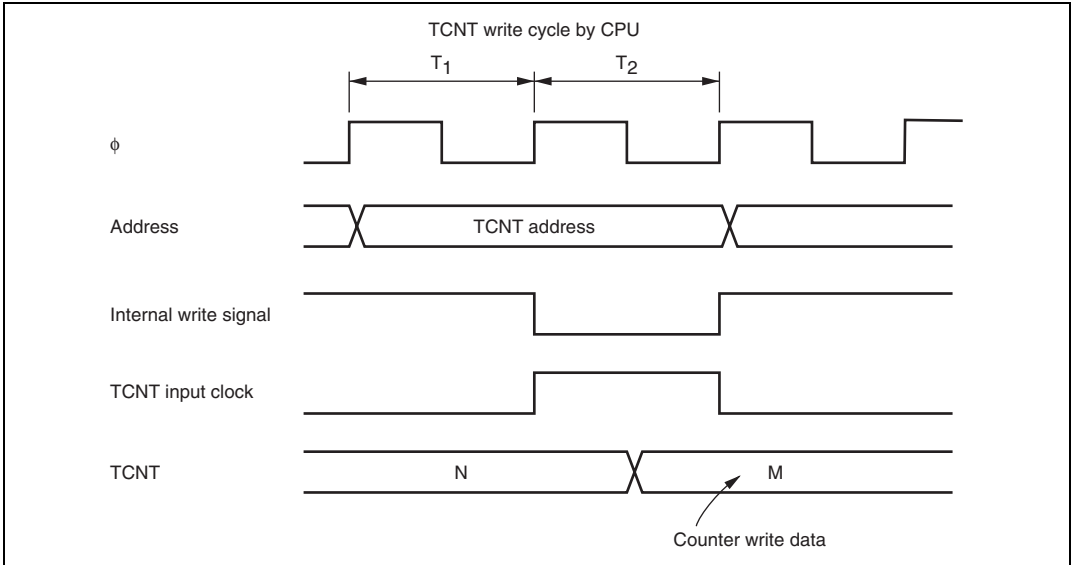 TCNT write cycle by CPU
T1 T2
φ
Address TCNT address
Internal write signal
TCNT input clock
TCNT N M
Counter write data